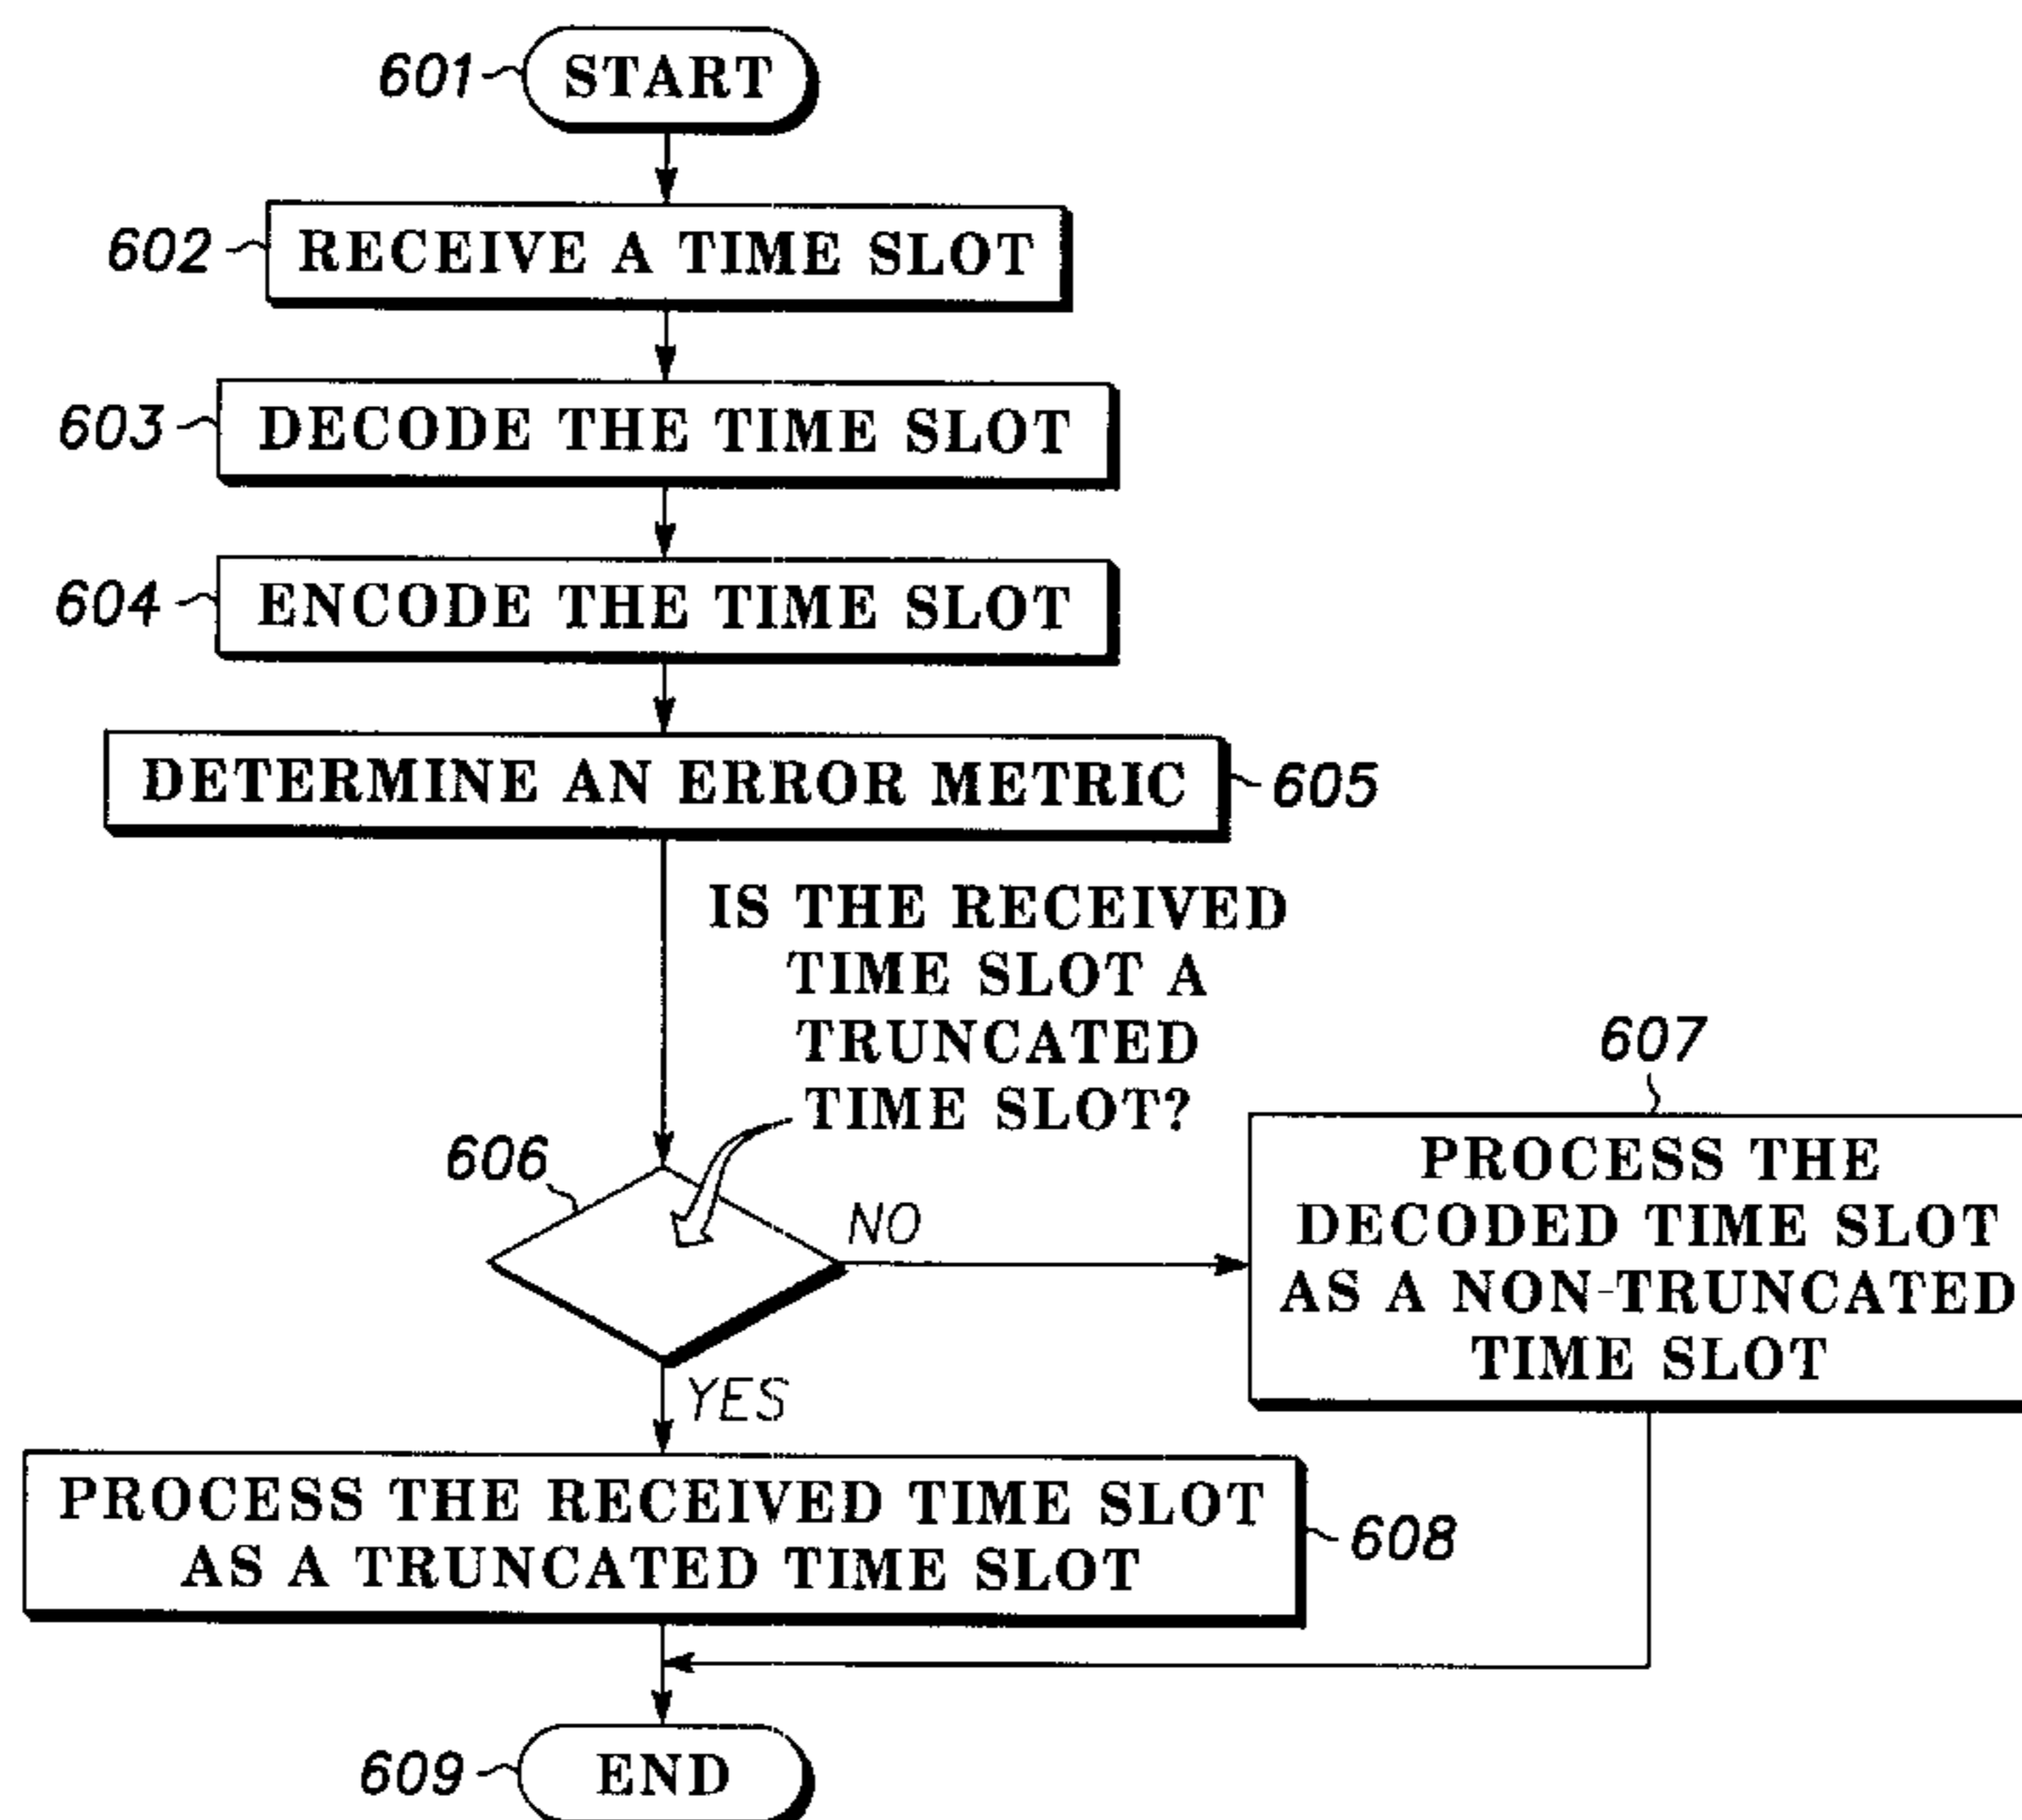 601
START
602
RECEIVE A TIME SLOT
603
DECODE THE TIME SLOT
604
ENCODE THE TIME SLOT
DETERMINE AN ERROR METRIC
605
IS THE RECEIVED
TIME SLOT A
TRUNCATED
TIME SLOT?
606
NO
607
PROCESS THE
DECODED TIME SLOT
AS A NON-TRUNCATED
TIME SLOT
YES
PROCESS THE RECEIVED TIME SLOT
AS A TRUNCATED TIME SLOT
608
609
END